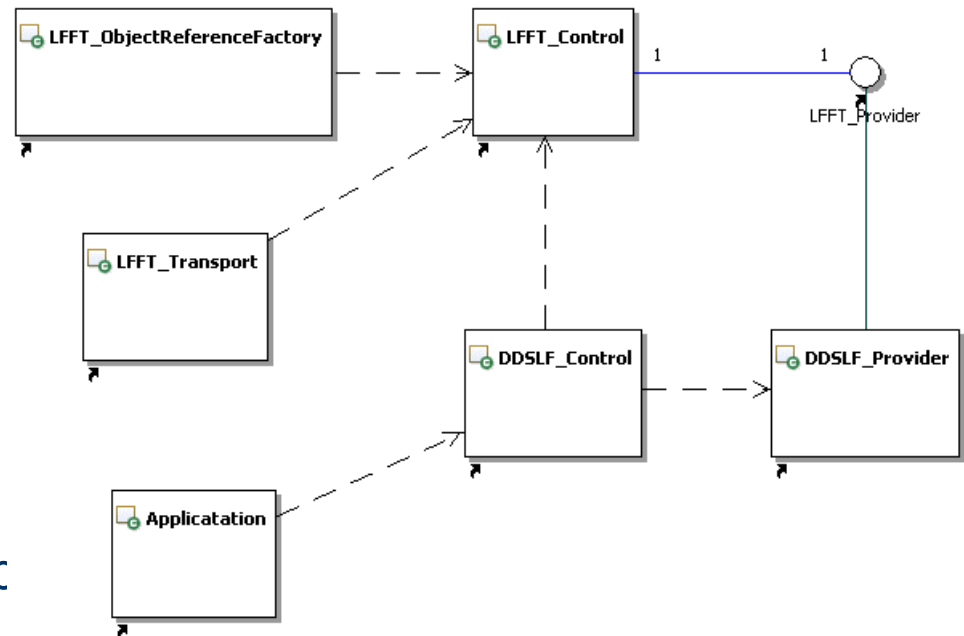 LFFT_ObjectReferenceFactory
LFFT_Control
1
1
LFFT_Provider
LFFT_Transport
DDSLF_Control
DDSLF_Provider
Applicatation